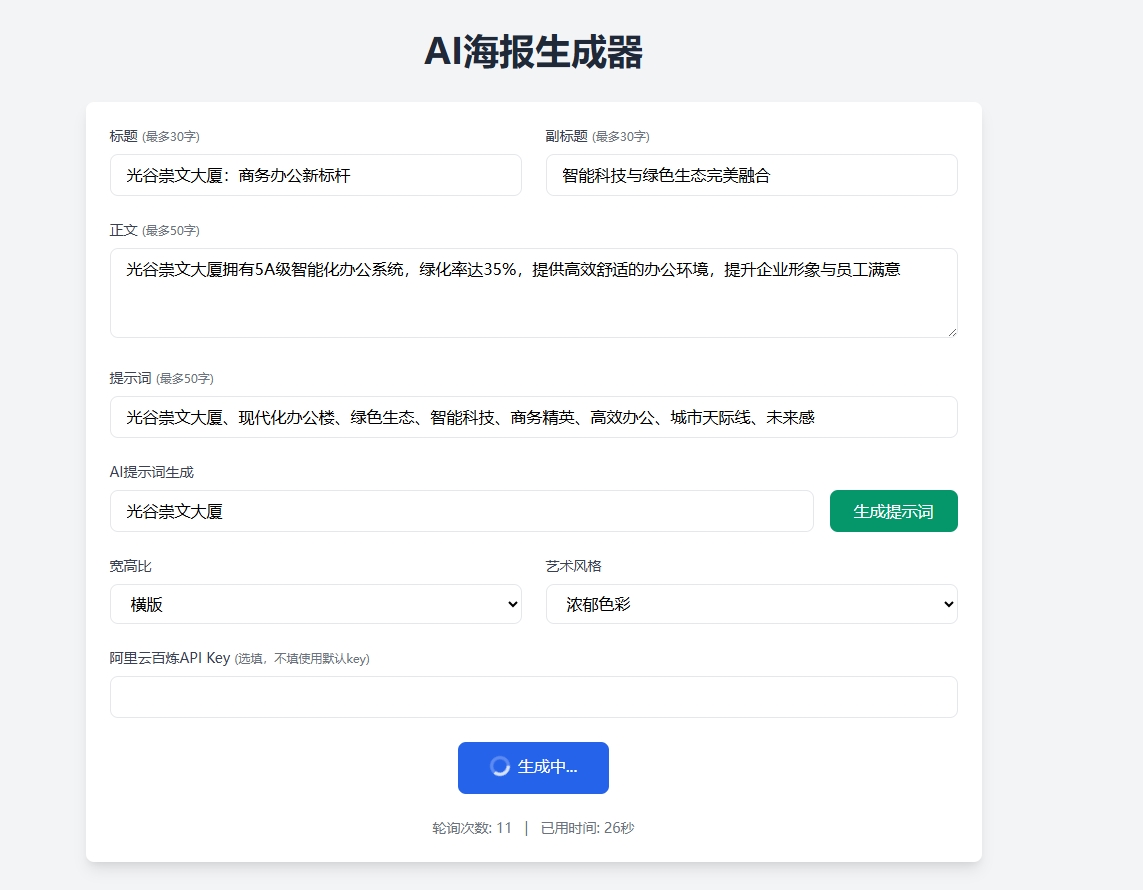 AI海报生成器
标题 (最多30字)
副标题 (最多30字)
光谷崇文大厦：商务办公新标杆
智能科技与绿色生态完美融合
正文 (最多50字)
光谷崇文大厦拥有5A级智能化办公系统，绿化率达35%，提供高效舒适的办公环境，提升企业形象与员工满意
提示词 (最多50字)
光谷崇文大厦、现代化办公楼、绿色生态、智能科技、商务精英、高效办公、城市天际线、未来感
AI提示词生成
光谷崇文大厦
生成提示词
宽高比
艺术风格
横版
浓郁色彩
阿里云百炼API Key (选填，不填使用默认key)
生成中...
轮询次数: 11 | 已用时间: 26秒